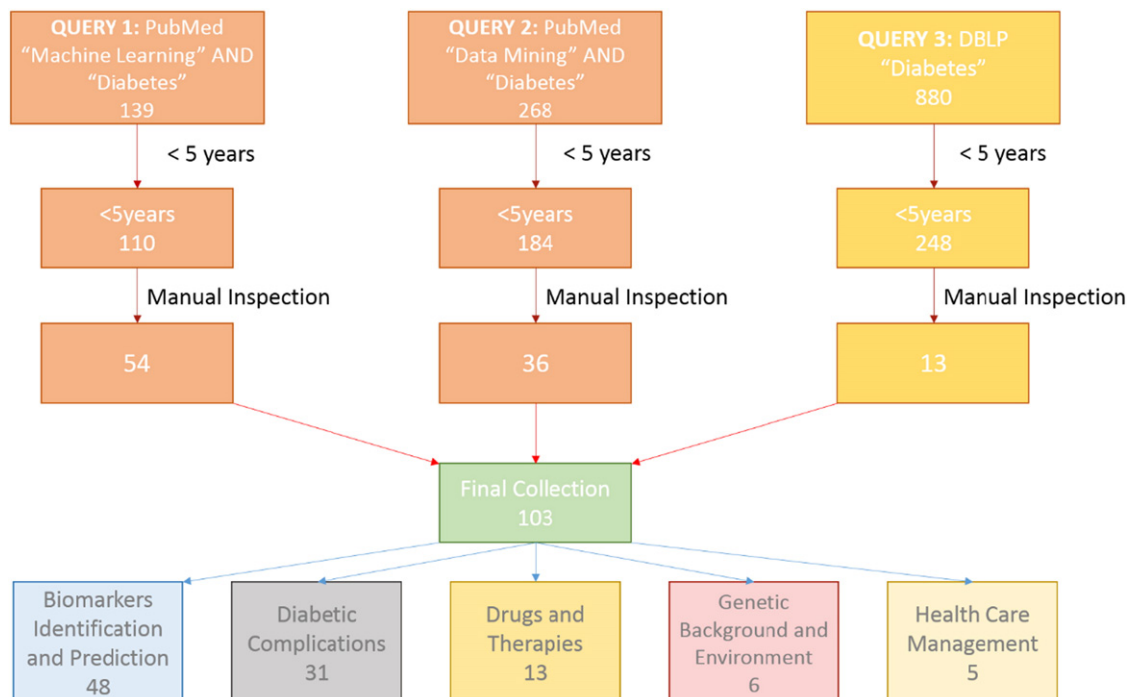 QUERY 1: PubMed
“Machine Learning” AND
“Diabetes”
139
QUERY 2: PubMed
“Data Mining” AND
“Diabetes”
268
QUERY 3: DBLP
“Diabetes”
880
< 5 years
< 5 years
< 5 years
<5years
110
<5years
184
<5years
248
Manual Inspection
Manual Inspection
Manual Inspection
54
36
13
Final Collection
103
Biomarkers
Identification
and Prediction
48
Diabetic
Complications
31
Drugs and
Therapies
13
Genetic
Background and
Environment
6
Health Care
Management
5